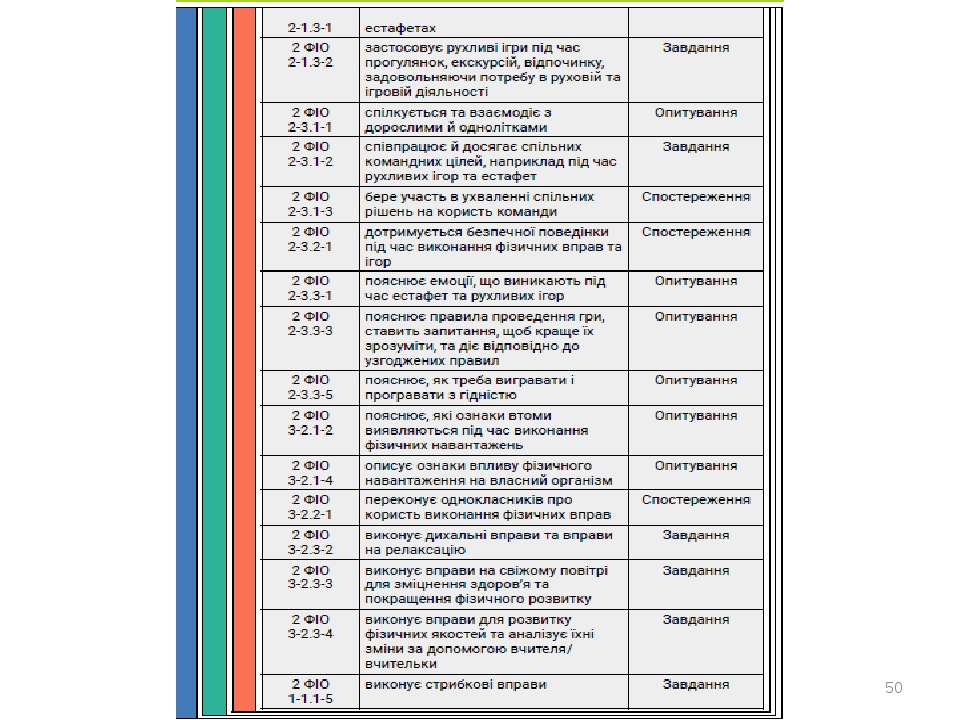 2-1.3-1 естафетах
2 ФІО застосовує рухливі ігри під час Завдання
2-1.3-2 прогулянок, екскурсій, відпочинку,
задовольняючи потребу в руховій та
ігровій діяльності
2 ФІО спілкується та взаємодіє з Опитування
2-3.1-1 дорослими й однолітками
2 ФІО співпрацює й досягає спільних Завдання
2-3.1-2 командних цілей, наприклад під час
рухливих ігор та естафет
2 ФІО бере участь в ухваленні спільних Спостереження
2-3.1-3 рішень на користь команди
2 ФІО дотримується безпечної поведінки Спостереження
2-3.2-1 під час виконання фізичних вправ та
ігор
2 ФІО пояснює емоції, що виникають під Опитування
2-3.3-1 час естафет та рухливих ігор
2 ФІО пояснює правила проведення гри, Опитування
2-3.3-3 ставить запитання, щоб краще їх
зрозуміти, та діє відповідно до
узгоджених правил
2 ФІО пояснює, як треба вигравати і Опитування
2-3.3-5 програвати з гідністю
2 ФІО пояснює, які ознаки втоми Опитування
3-2.1-2 виявляються під час виконання
фізичних навантажень
2 ФІО описує ознаки впливу фізичного Опитування
3-2.1-4 навантаження на власний організм
2 ФІО переконує однокласників про Спостереження
3-2.2-1 користь виконання фізичних вправ
2 ФІО виконує дихальні вправи та вправи Завдання
3-2.3-2 на релаксацію
2 ФІО виконує вправи на свіжому повітрі Завдання
3-2.3-3 для зміцнення здоров'я та
покращення фізичного розвитку
2 ФІО виконує вправи для розвитку Завдання
3-2.3-4 фізичних якостей та аналізує їхні
зміни за допомогою вчителя/
вчительки
2 ФІО виконує стрибкові вправи Завдання
1-1.1-5
50